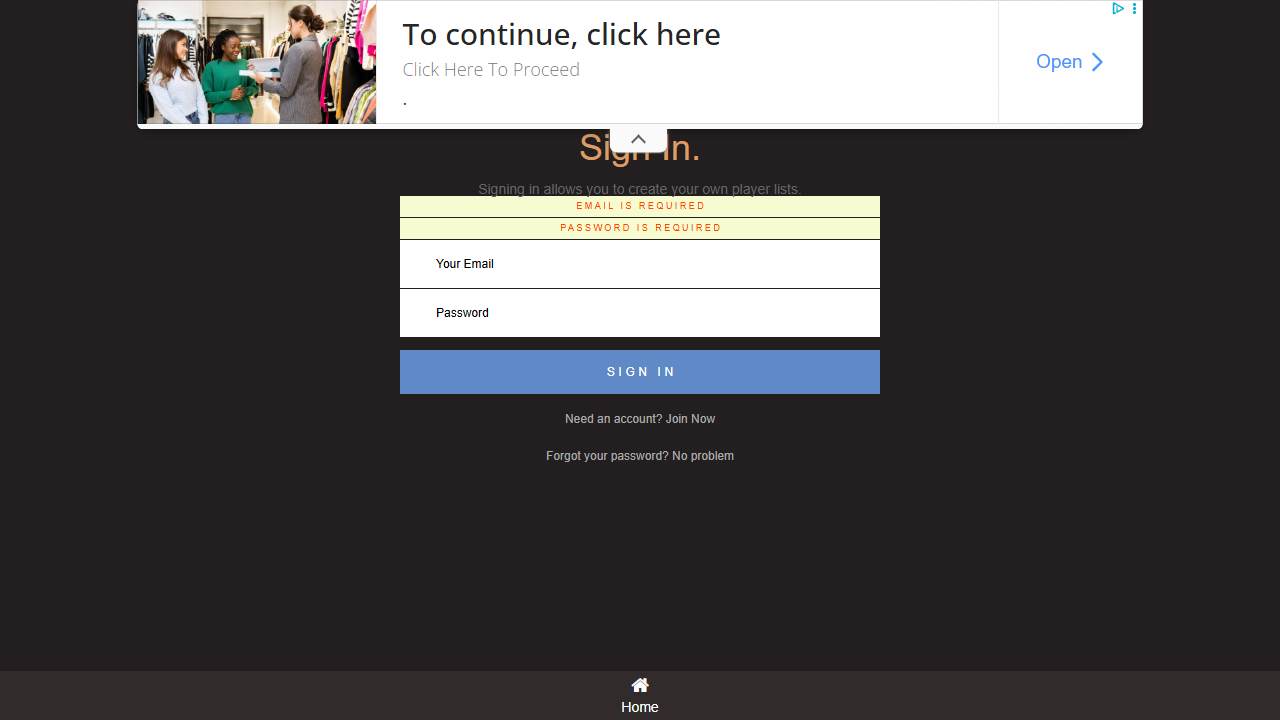 To continue, click here
Click Here To Proceed
.
Open
Sign In.
Signing in allows you to create your own player lists.
EMAIL IS REQUIRED
PASSWORD IS REQUIRED
Your Email
Password
SIGN IN
Need an account? Join Now
Forgot your password? No problem
Home